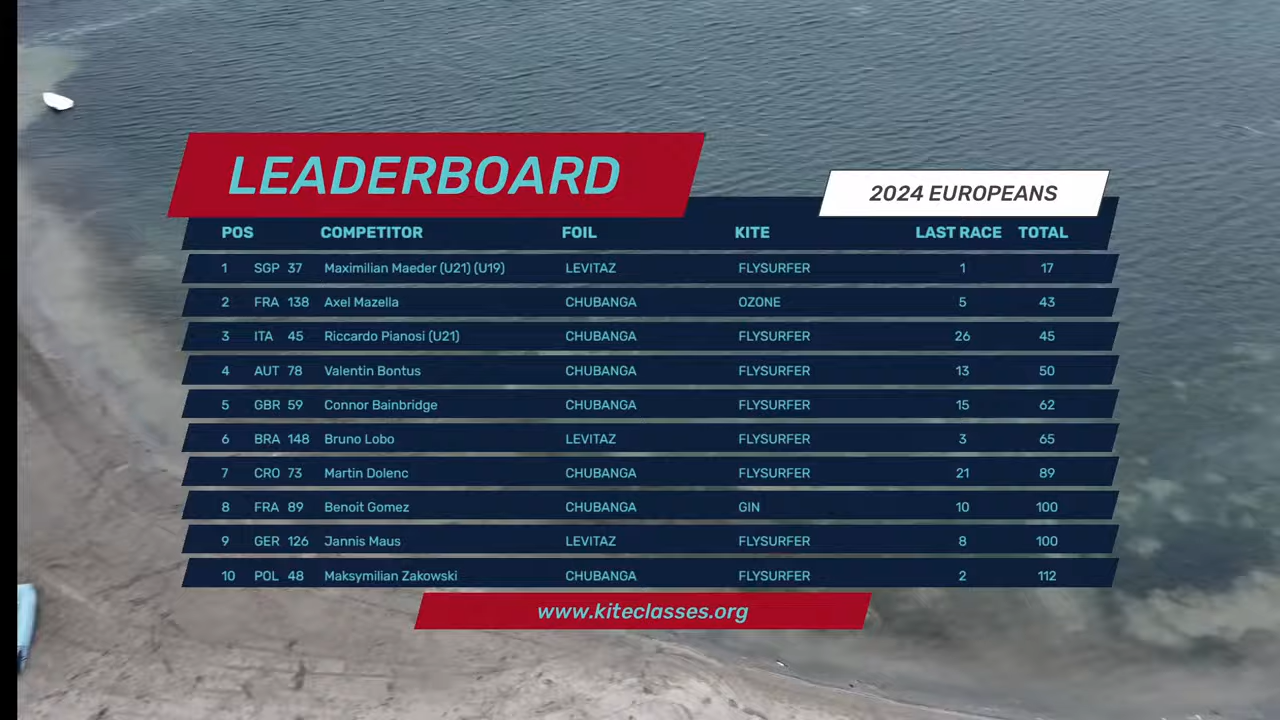 LEADERBOARD
2024 EUROPEANS
POS COMPETITOR FOIL KITE LAST RACE TOTAL
1 SGP 37 Maximilian Maeder (U21) (U19) LEVITAZ FLYSURFER 1 17
2 FRA 138 Axel Mazella CHUBANGA OZONE 5 43
3 ITA 45 Riccardo Pianosi (U21) CHUBANGA FLYSURFER 26 45
4 AUT 78 Valentin Bontus CHUBANGA FLYSURFER 13 50
5 GBR 59 Connor Bainbridge CHUBANGA FLYSURFER 15 62
6 BRA 148 Bruno Lobo LEVITAZ FLYSURFER 3 65
7 CRO 73 Martin Dolenc CHUBANGA FLYSURFER 21 89
8 FRA 89 Benoit Gomez CHUBANGA GIN 10 100
9 GER 126 Jannis Maus LEVITAZ FLYSURFER 8 100
10 POL 48 Maksymilian Zakowski CHUBANGA FLYSURFER 2 112
www.kiteclasses.org